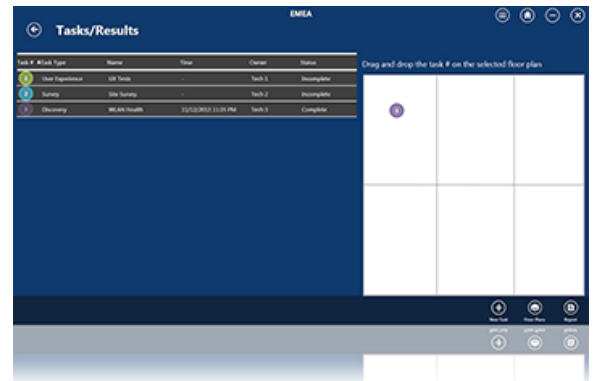 EMEA
Tasks/Results
Task # Task Type Name Time Owner Status
Drag and drop the task # on the selected floor plan
1 User Experience UX Tests - Tech 1 Incomplete
2 Survey Site Survey - Tech 2 Incomplete
3 Discovery WLAN Health 11/12/2013 11:21 PM Tech 3 Complete
3
New Task Floor Plans Report